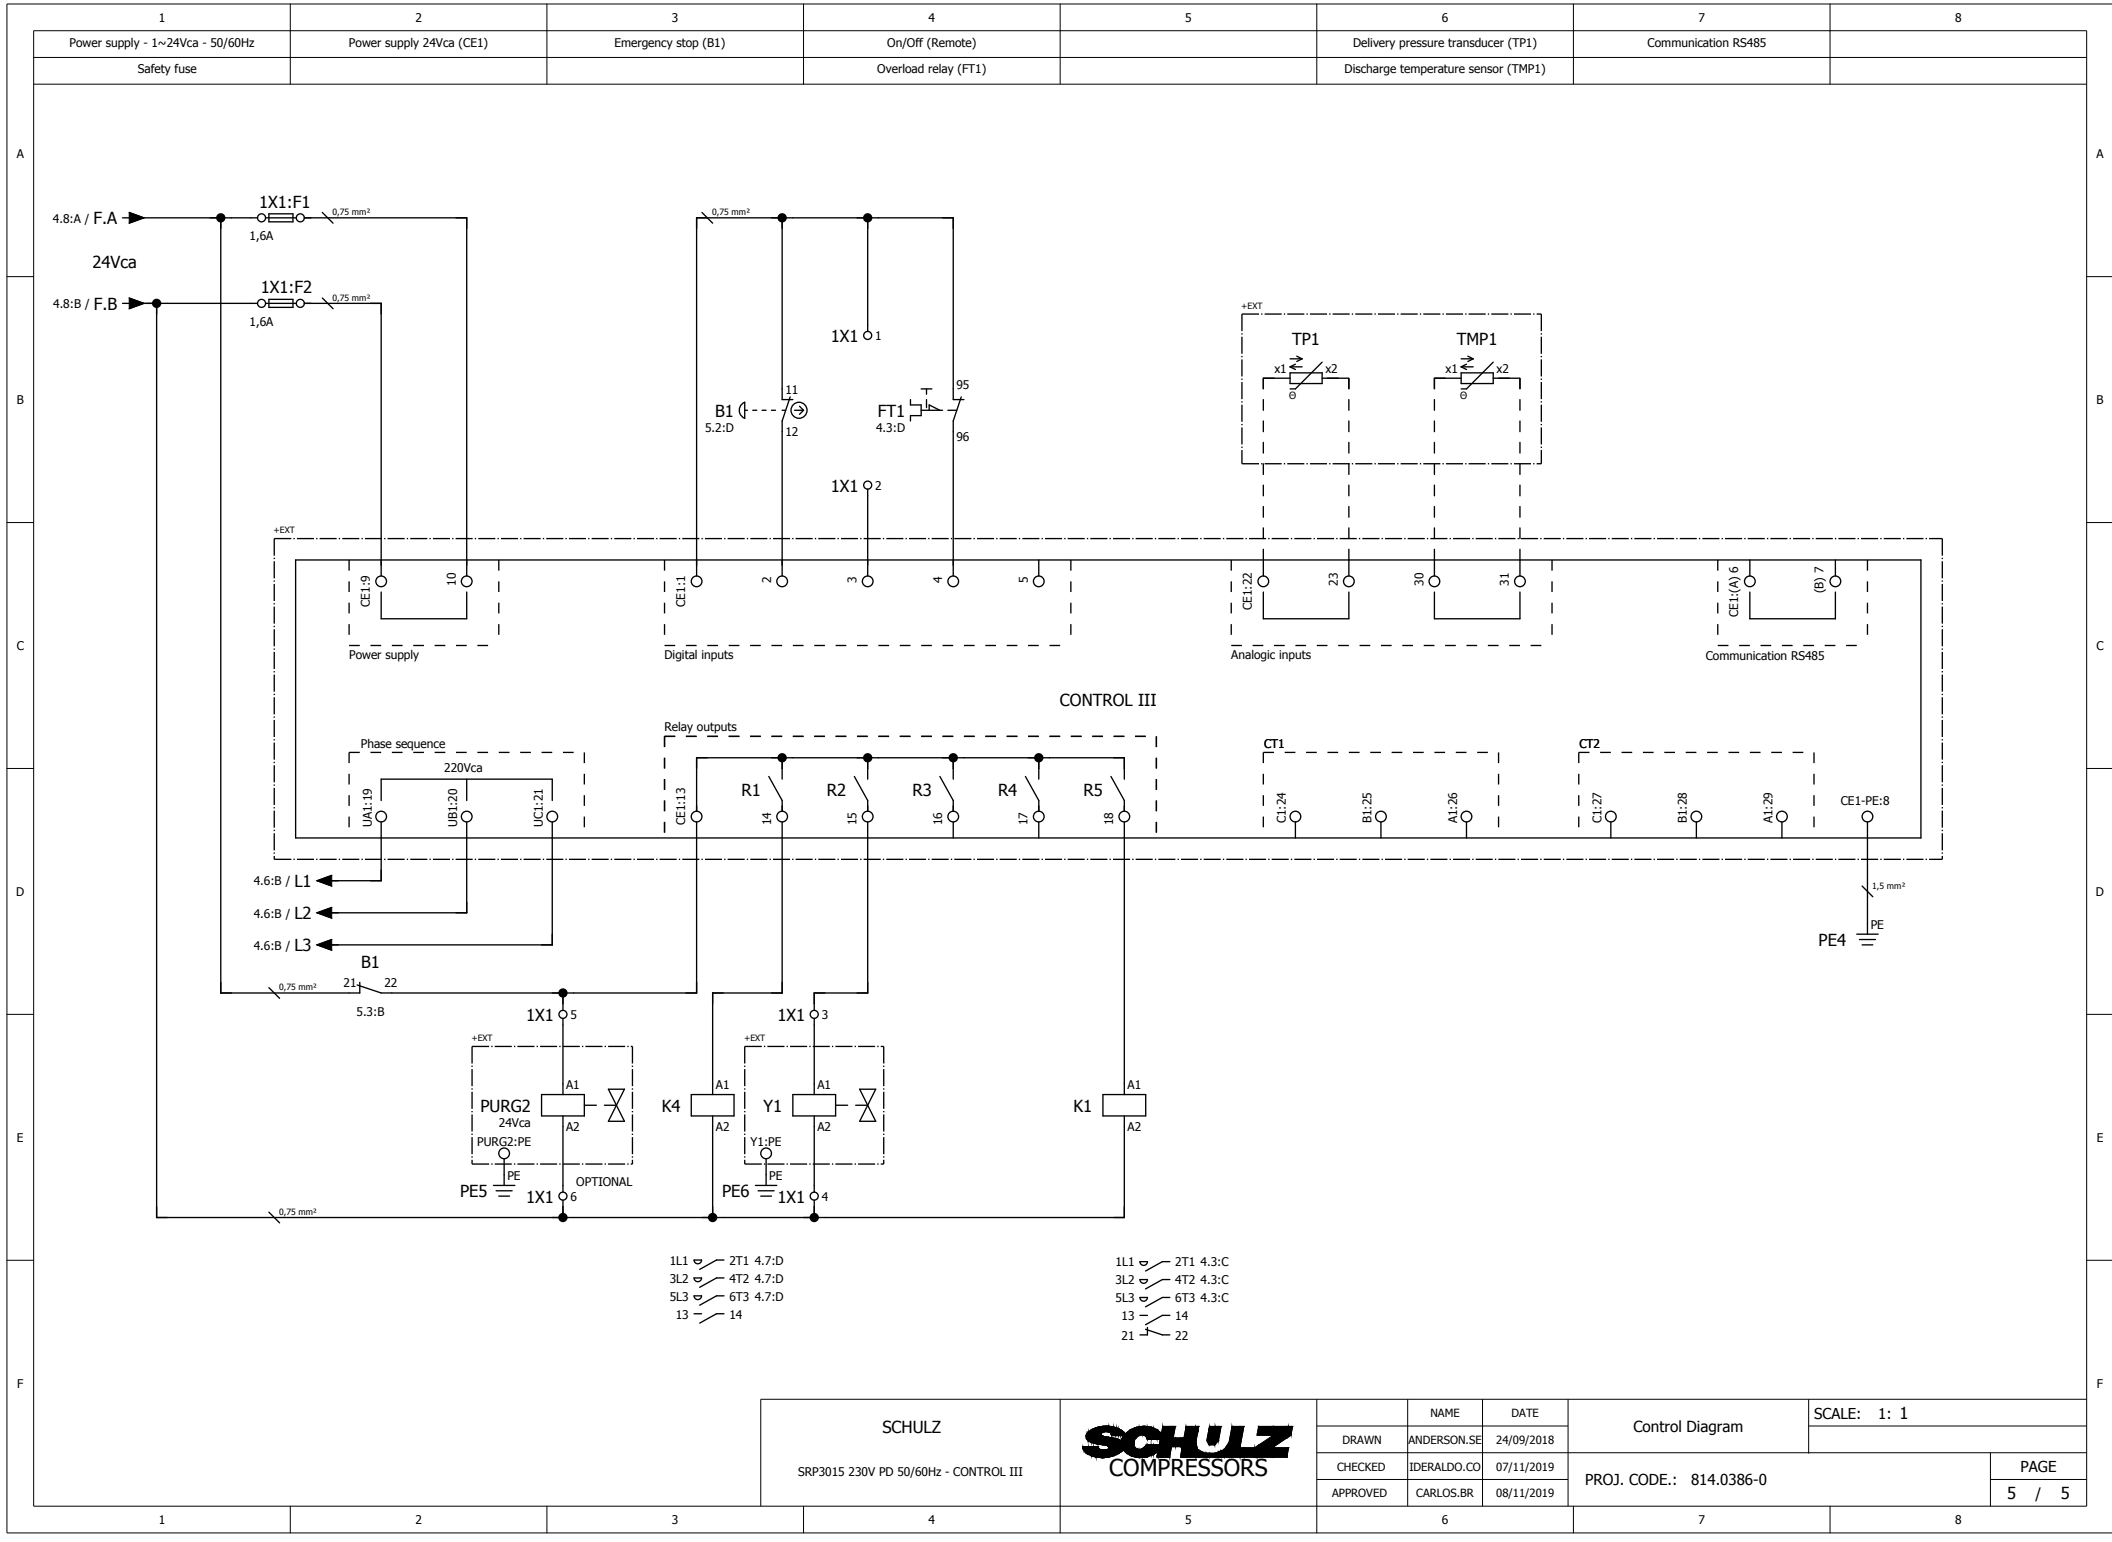 1 2 3 4 5 6 7 8
Power supply - 1~24Vca - 50/60Hz Power supply 24Vca (CE1) Emergency stop (B1) On/Off (Remote) Delivery pressure transducer (TP1) Communication RS485
Safety fuse Overload relay (FT1) Discharge temperature sensor (TMP1)
A A
1X1:F1
4.8:A / F.A 0,75 mm² 0,75 mm²
1,6A
24Vca
1X1:F2
4.8:B / F.B 0,75 mm²
1,6A
+EXT
1X1 1
TP1 TMP1
x1 x2 x1 x2
Θ Θ
B B
11 95
B1 FT1
5.2:D 4.3:D
12 96
1X1 2
+EXT
CE1:9 10 CE1:1 2 3 4 5 CE1:22 23 30 31 CE1:(A) 6 (B) 7
C C
Power supply Digital inputs Analogic inputs Communication RS485
CONTROL III
Relay outputs
Phase sequence CT1 CT2
220Vca
R1 R2 R3 R4 R5
UA1:19 UB1:20 UC1:21 CE1:13 14 15 16 17 18 C1:24 B1:25 A1:26 C1:27 B1:28 A1:29 CE1-PE:8
4.6:B / L1
D D
1,5 mm²
4.6:B / L2
PE
PE4
4.6:B / L3
B1
21 22
0,75 mm²
5.3:B
1X1 5 1X1 3
+EXT +EXT
A1 A1 A1 A1
PURG2 K4 Y1 K1
24Vca
A2 A2 A2 A2
E E
PURG2:PE Y1:PE
PE PE
OPTIONAL
PE5 1X1 6 PE6 1X1 4
0,75 mm²
1L1 2T1 4.7:D 1L1 2T1 4.3:C
3L2 4T2 4.7:D 3L2 4T2 4.3:C
5L3 6T3 4.7:D 5L3 6T3 4.3:C
13 14 13 14
21 22
F F
SCHULZ
SRP3015 230V PD 50/60Hz - CONTROL III
SCHULZ
COMPRESSORS
NAME DATE
DRAWN ANDERSON.SE 24/09/2018
CHECKED IDERALDO.CO 07/11/2019
APPROVED CARLOS.BR 08/11/2019
Control Diagram
SCALE: 1: 1
PROJ. CODE.: 814.0386-0
PAGE
5 / 5
1 2 3 4 5 6 7 8